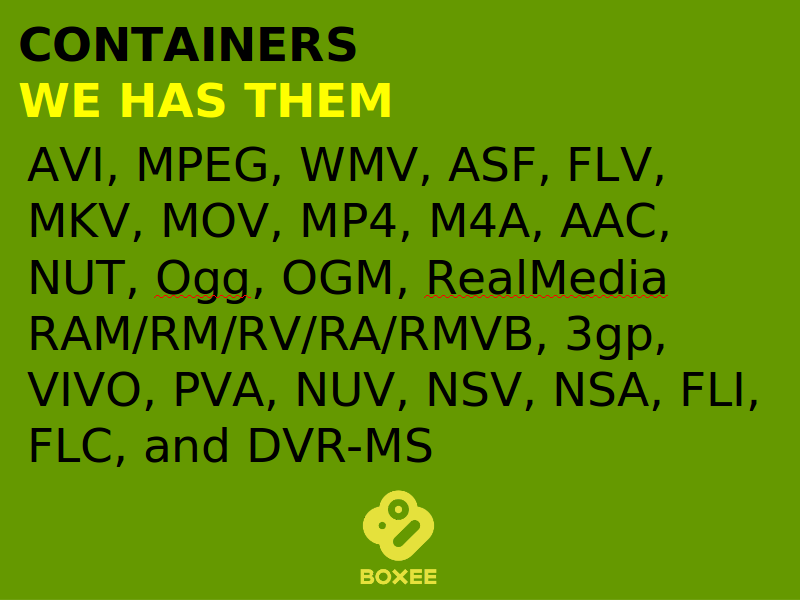 CONTAINERS
WE HAS THEM
AVI, MPEG, WMV, ASF, FLV,
MKV, MOV, MP4, M4A, AAC,
NUT, Ogg, OGM, RealMedia
RAM/RM/RV/RA/RMVB, 3gp,
VIVO, PVA, NUV, NSV, NSA, FLI,
FLC, and DVR-MS
BOXEE